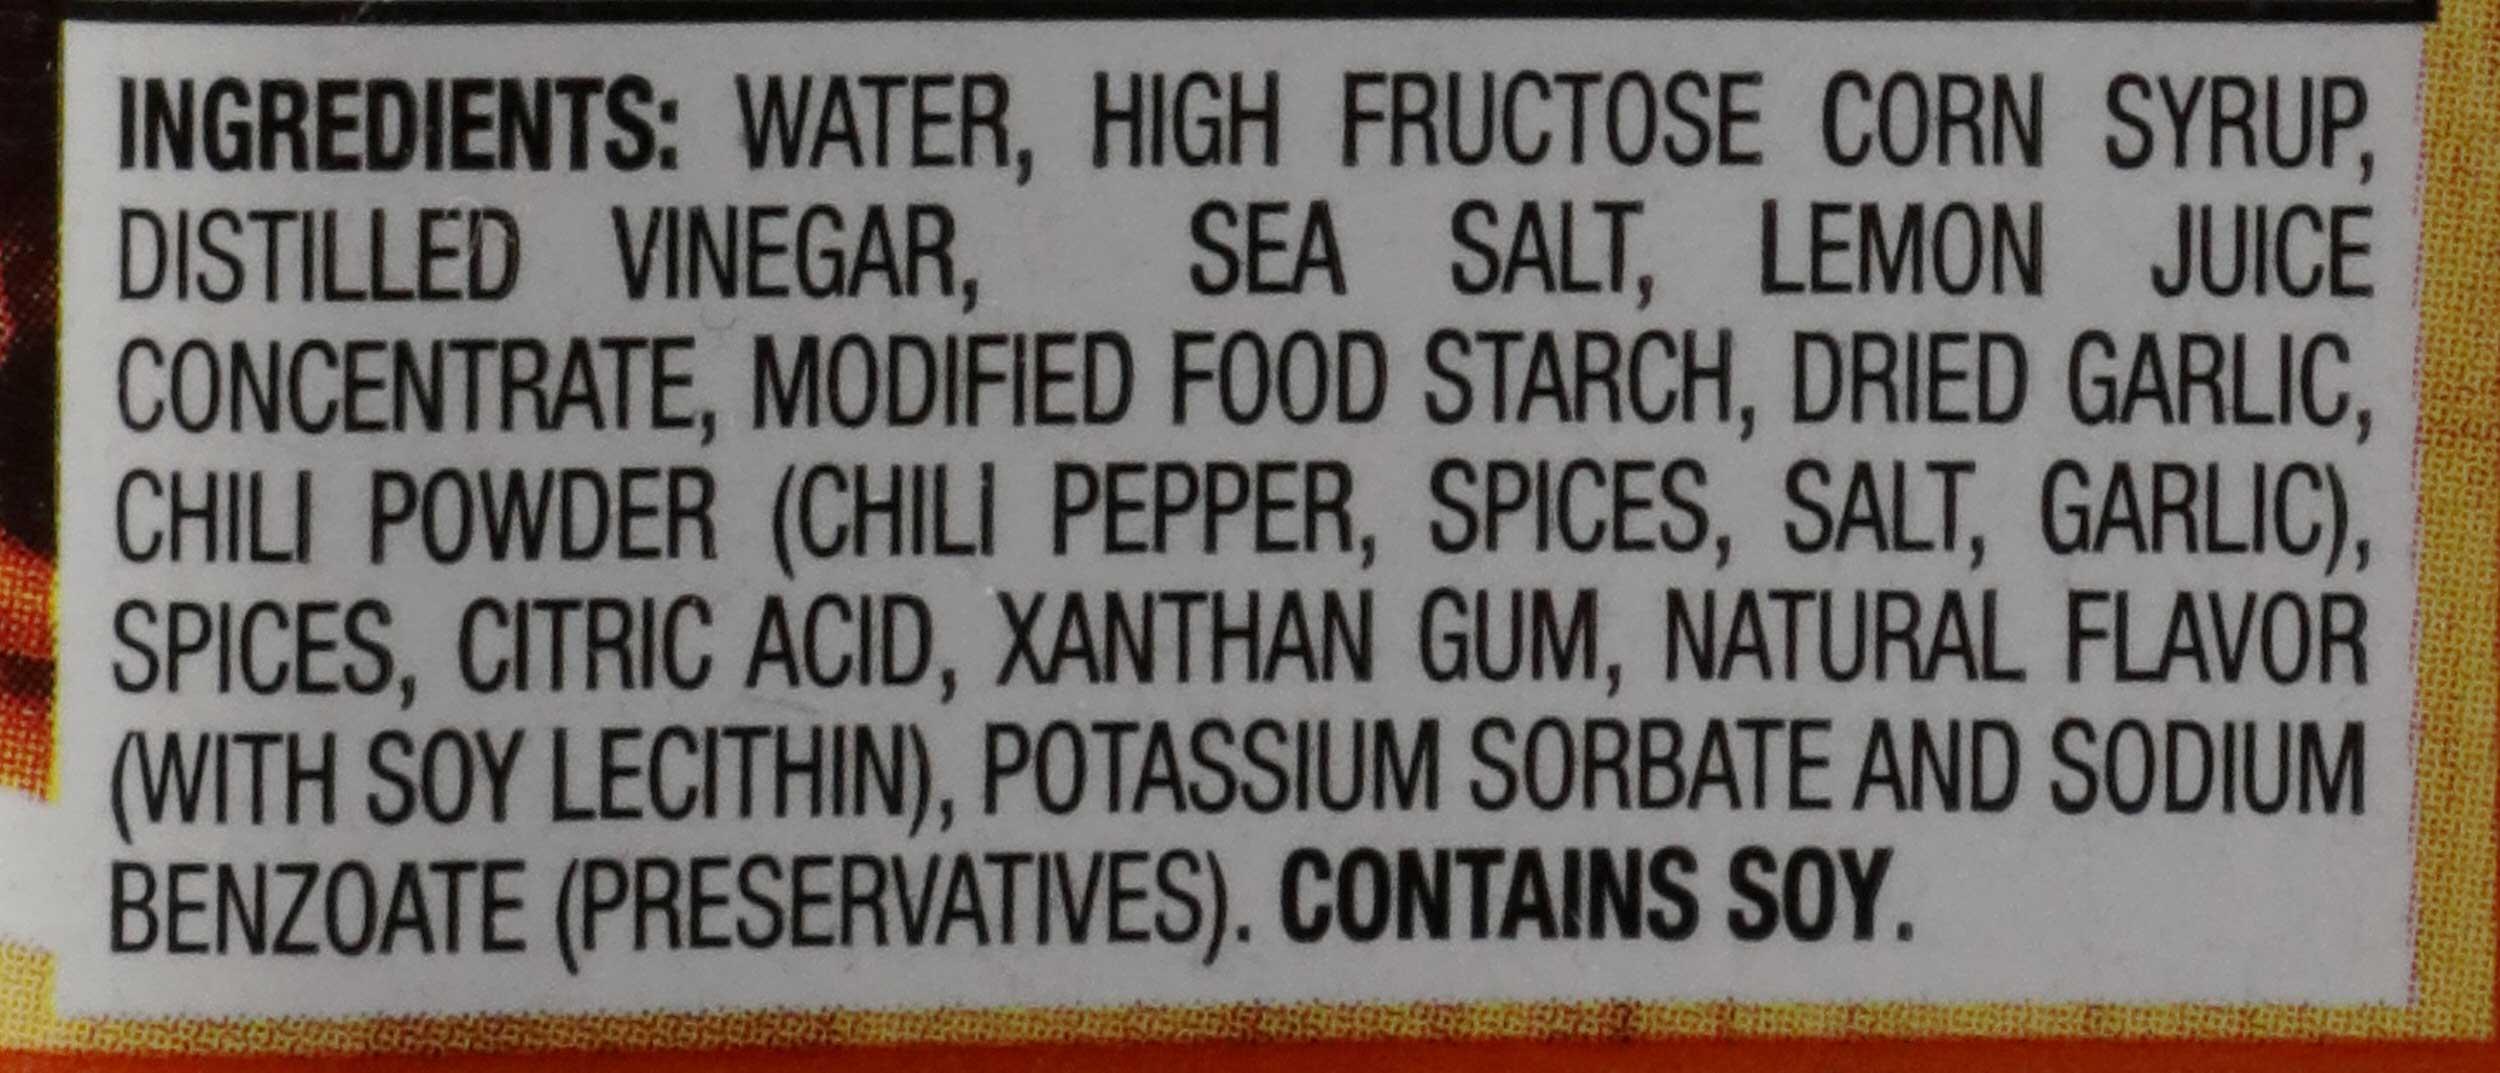 INGREDIENTS: WATER, HIGH FRUCTOSE CORN SYRUP,
DISTILLED VINEGAR, SEA SALT, LEMON JUICE
CONCENTRATE, MODIFIED FOOD STARCH, DRIED GARLIC,
CHILI POWDER (CHILI PEPPER, SPICES, SALT, GARLIC),
SPICES, CITRIC ACID, XANTHAN GUM, NATURAL FLAVOR
(WITH SOY LECITHIN), POTASSIUM SORBATE AND SODIUM
BENZOATE (PRESERVATIVES). CONTAINS SOY.